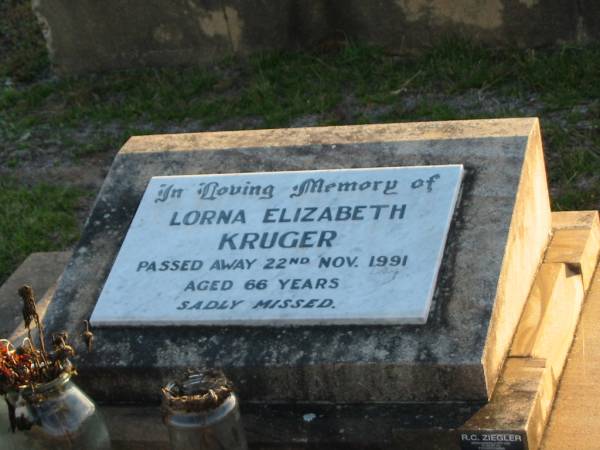 In Loving Memory of
LORNA ELIZABETH
KRUGER
PASSED AWAY 22ND NOV. 1991
AGED 66 YEARS
SADLY MISSED.
R.C. ZIEGLER